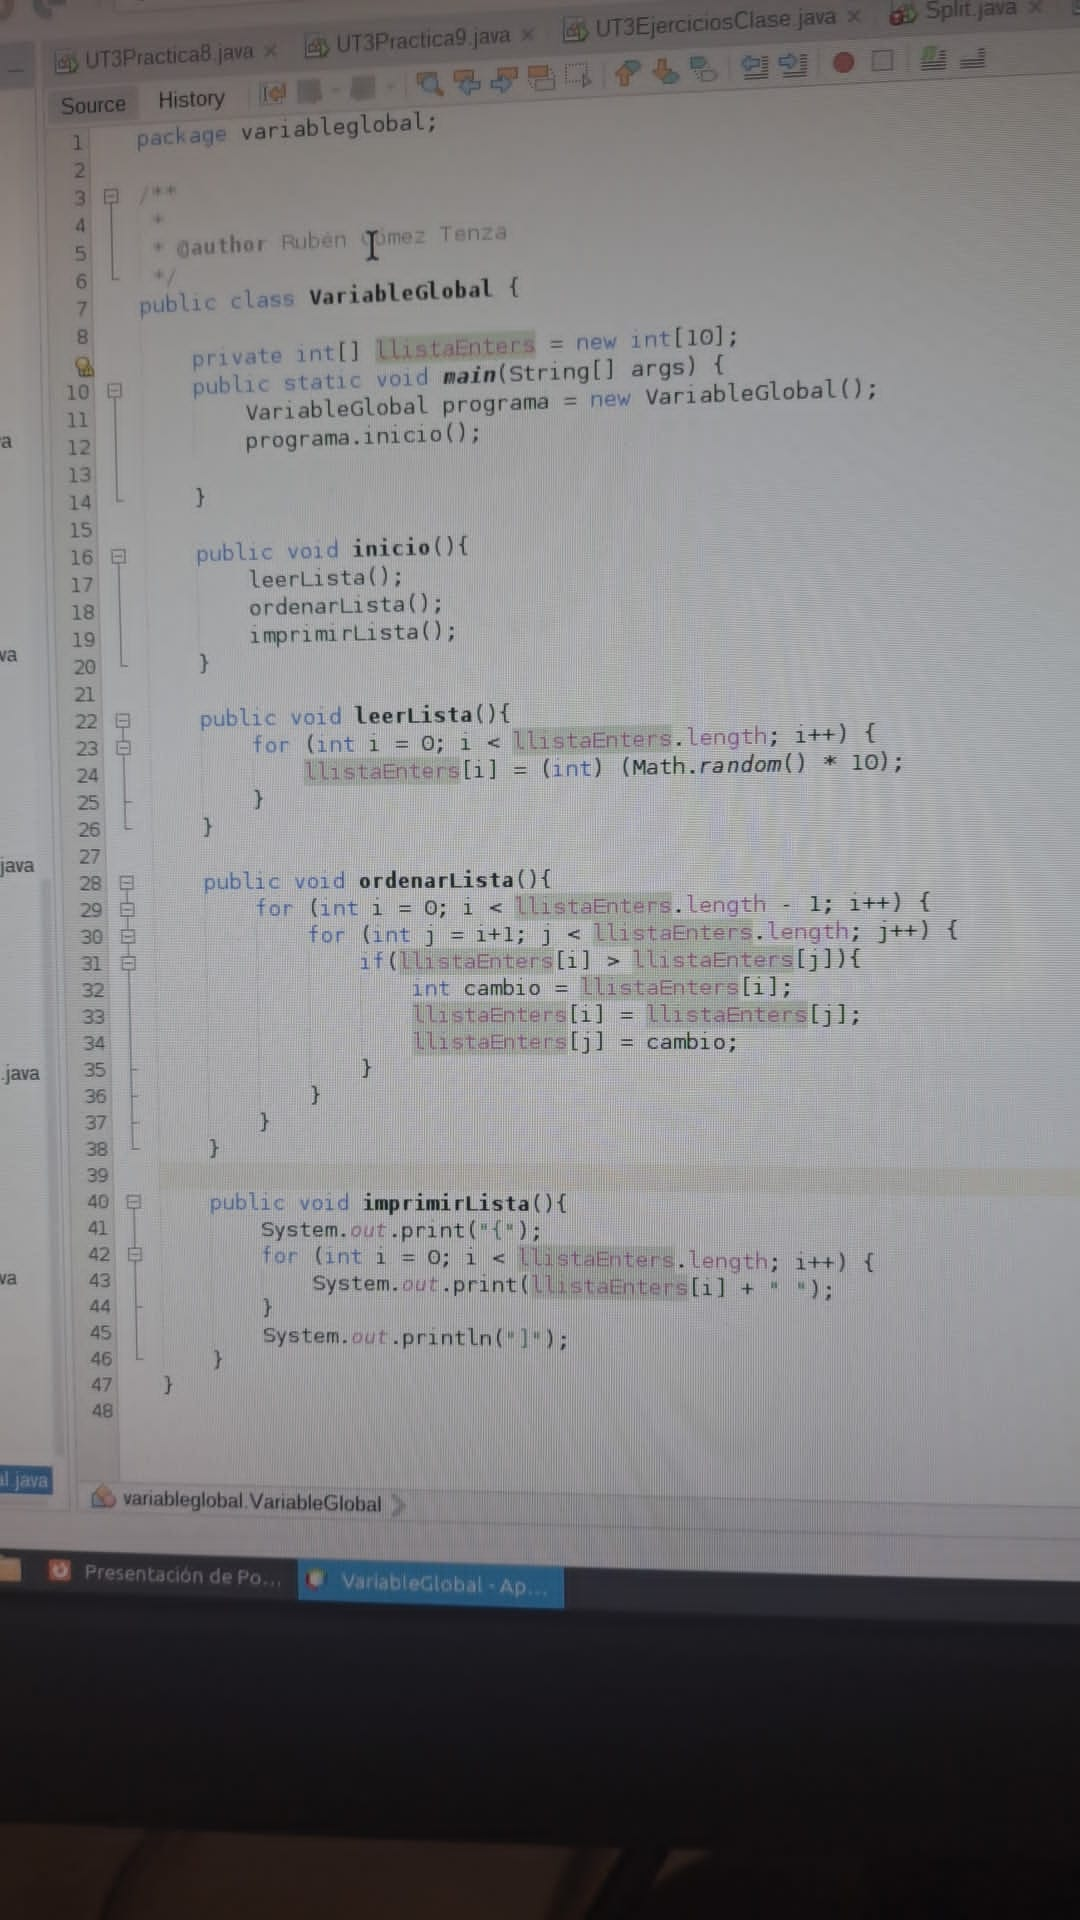 UT3Practica8.java × UT3Practica9.java × UT3EjerciciosClase.java × Split.java ×
Source History
1 package variableglobal;
2
3 /**
4 *
5 * @author Rubén Gómez Tenza
6 */
7 public class VariableGlobal {
8
private int[] llistaEnters = new int[10];
10 public static void main(String[] args) {
11 VariableGlobal programa = new VariableGlobal();
12 programa.inicio();
13
14 }
15
16 public void inicio(){
17 leerLista();
18 ordenarLista();
19 imprimirLista();
20 }
21
22 public void leerLista(){
23 for (int i = 0; i < llistaEnters.length; i++) {
24 llistaEnters[i] = (int) (Math.random() * 10);
25 }
26 }
27
28 public void ordenarLista(){
29 for (int i = 0; i < llistaEnters.length - 1; i++) {
30 for (int j = i+1; j < llistaEnters.length; j++) {
31 if(llistaEnters[i] > llistaEnters[j]){
32 int cambio = llistaEnters[i];
33 llistaEnters[i] = llistaEnters[j];
34 llistaEnters[j] = cambio;
35 }
36 }
37 }
38 }
39
40 public void imprimirLista(){
41 System.out.print("{");
42 for (int i = 0; i < llistaEnters.length; i++) {
43 System.out.print(llistaEnters[i] + " ");
44 }
45 System.out.println("]");
46 }
47 }
48
a
va
java
.java
va
al.java
variableglobal.VariableGlobal
Presentación de Po... VariableGlobal - Ap...